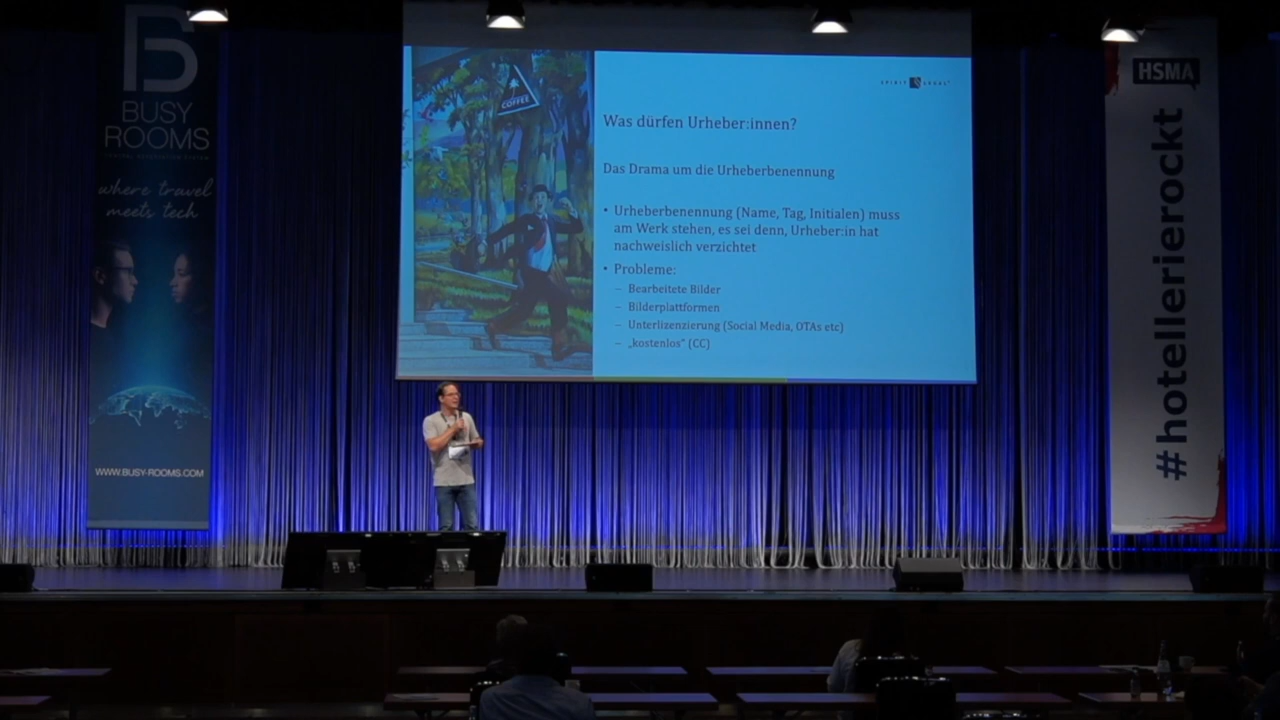 BUSY
ROOMS
where travel
meets tech
WWW.BUSY-ROOMS.COM
COFFEE
SPIRIT LEGAL
Was dürfen Urheber:innen?
Das Drama um die Urheberbenennung
• Urheberbenennung (Name, Tag, Initialen) muss
am Werk stehen, es sei denn, Urheber:in hat
nachweislich verzichtet
• Probleme:
– Bearbeitete Bilder
– Bilderplattformen
– Unterlizenzierung (Social Media, OTAs etc)
– „kostenlos“ (CC)
HSMA
#hotellerierockt